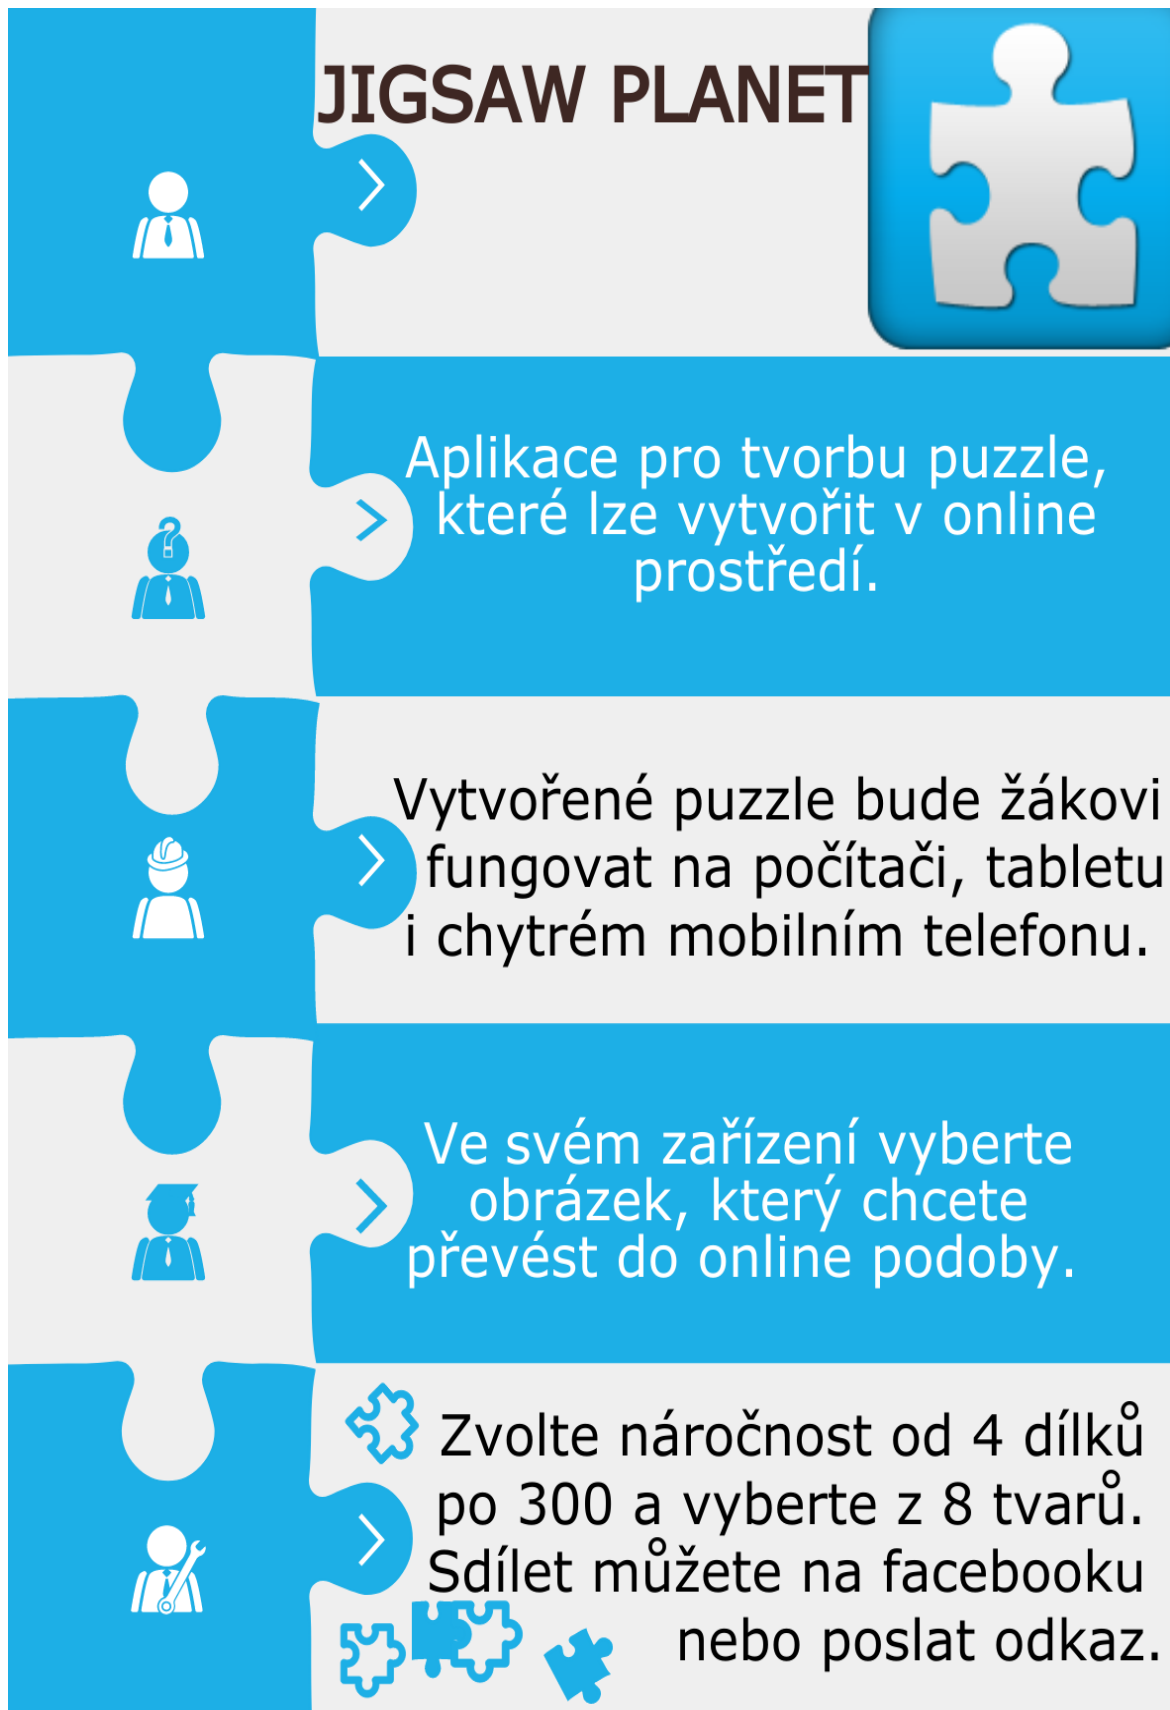 JIGSAW PLANET
Aplikace pro tvorbu puzzle,
které lze vytvořit v online
prostředí.
Vytvořené puzzle bude žákovi
fungovat na počítači, tabletu
i chytrém mobilním telefonu.
Ve svém zařízení vyberte
obrázek, který chcete
převést do online podoby.
Zvolte náročnost od 4 dílků
po 300 a vyberte z 8 tvarů.
Sdílet můžete na facebooku
nebo poslat odkaz.